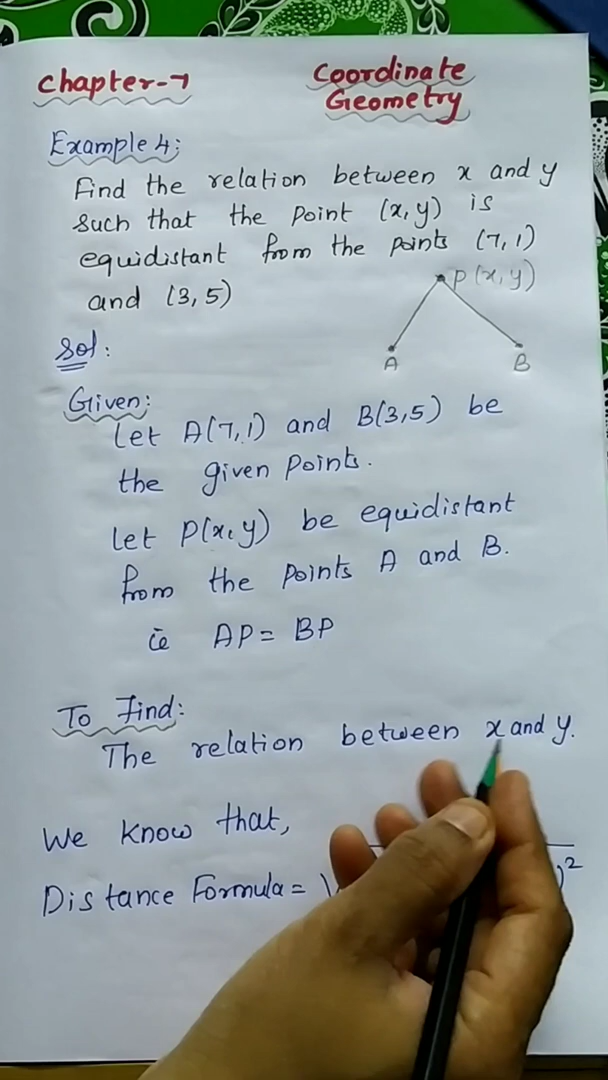 Chapter-7
Coordinate
Geometry
Example 4:
Find the relation between x and y
such that the point (x, y) is
equidistant from the points (7, 1)
and (3, 5)
P(x, y)
A
B
Sol:
Given:
Let A(7,1) and B(3,5) be
the given points.
Let P(x, y) be equidistant
from the points A and B.
ie AP = BP
To Find:
The relation between x and y.
We know that,
Distance Formula = √ )²